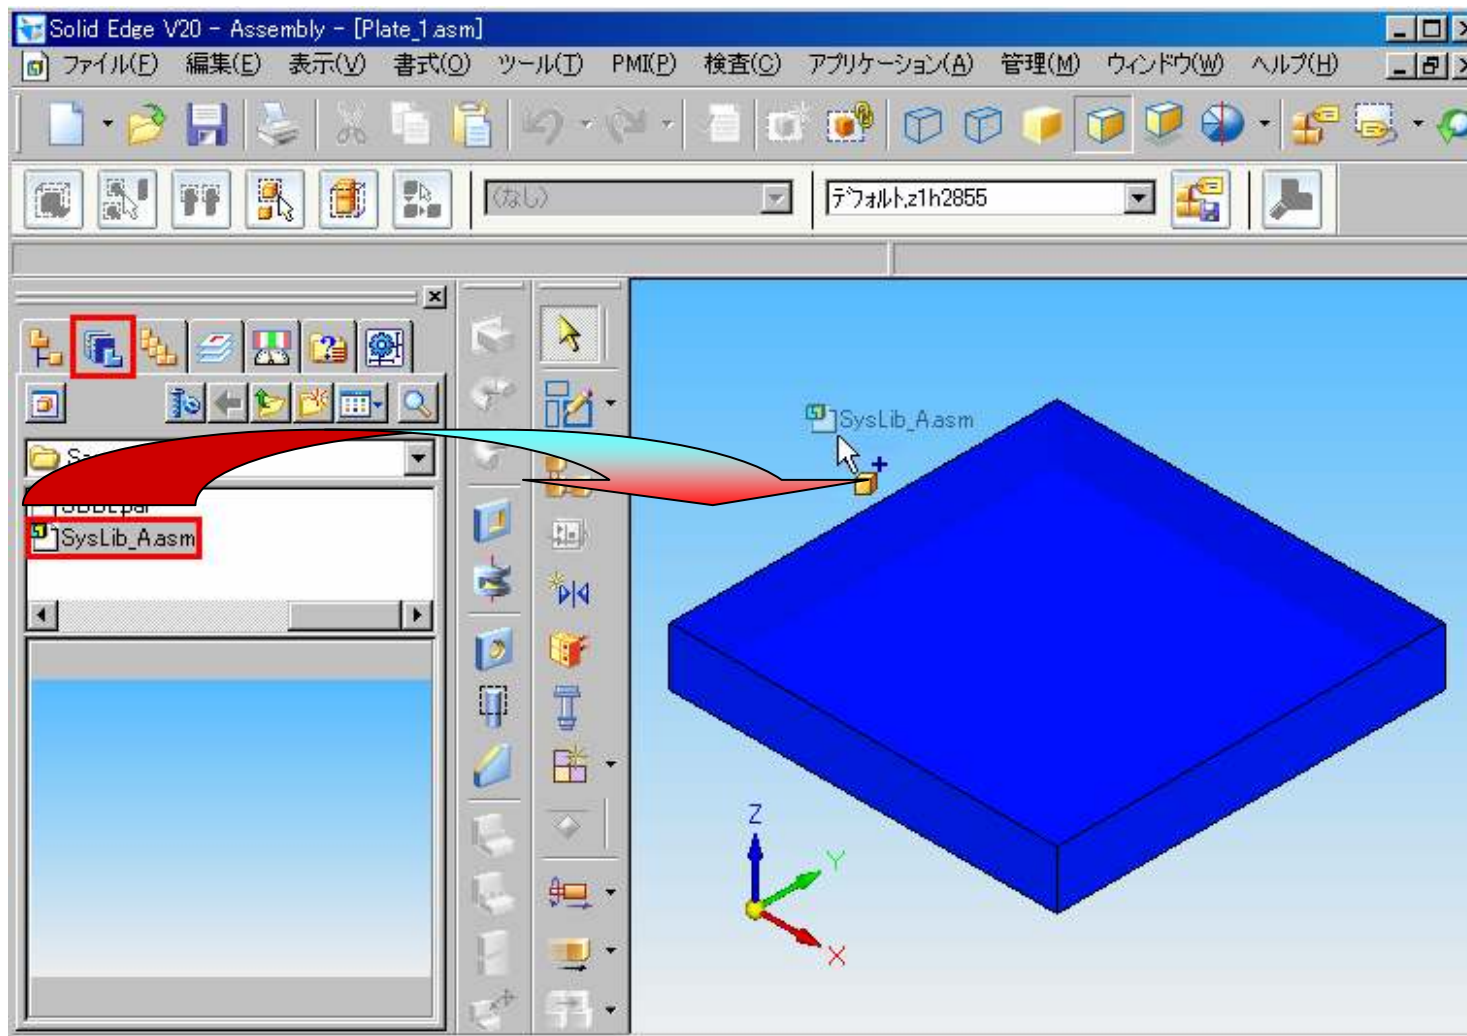 Solid Edge V20 - Assembly - [Plate_1.asm]
ファイル(F) 編集(E) 表示(V) 書式(O) ツール(T) PMI(P) 検査(C) アプリケーション(A) 管理(M) ウィンドウ(W) ヘルプ(H)
(なし) デフォルト,z1h2855
SysLib_A.asm
SysLib_A.asm
Z
Y
X